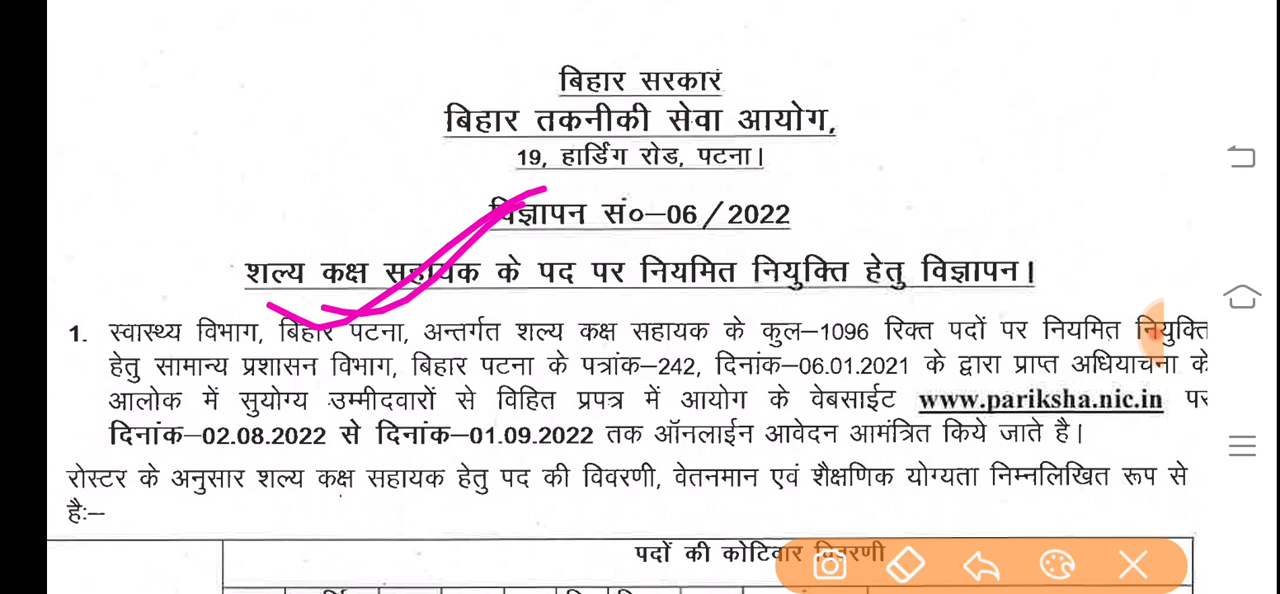 बिहार सरकार
बिहार तकनीकी सेवा आयोग,
19, हार्डिंग रोड, पटना।
विज्ञापन सं०–06 / 2022
शल्य कक्ष सहायक के पद पर नियमित नियुक्ति हेतु विज्ञापन।
1. स्वास्थ्य विभाग, बिहार पटना, अन्तर्गत शल्य कक्ष सहायक के कुल–1096 रिक्त पदों पर नियमित नियुक्ति
हेतु सामान्य प्रशासन विभाग, बिहार पटना के पत्रांक–242, दिनांक–06.01.2021 के द्वारा प्राप्त अधियाचना के
आलोक में सुयोग्य उम्मीदवारों से विहित प्रपत्र में आयोग के वेबसाईट www.pariksha.nic.in पर
दिनांक–02.08.2022 से दिनांक–01.09.2022 तक ऑनलाईन आवेदन आमंत्रित किये जाते है।
रोस्टर के अनुसार शल्य कक्ष सहायक हेतु पद की विवरणी, वेतनमान एवं शैक्षणिक योग्यता निम्नलिखित रूप से
है:–
पदों की कोटिवार विवरणी